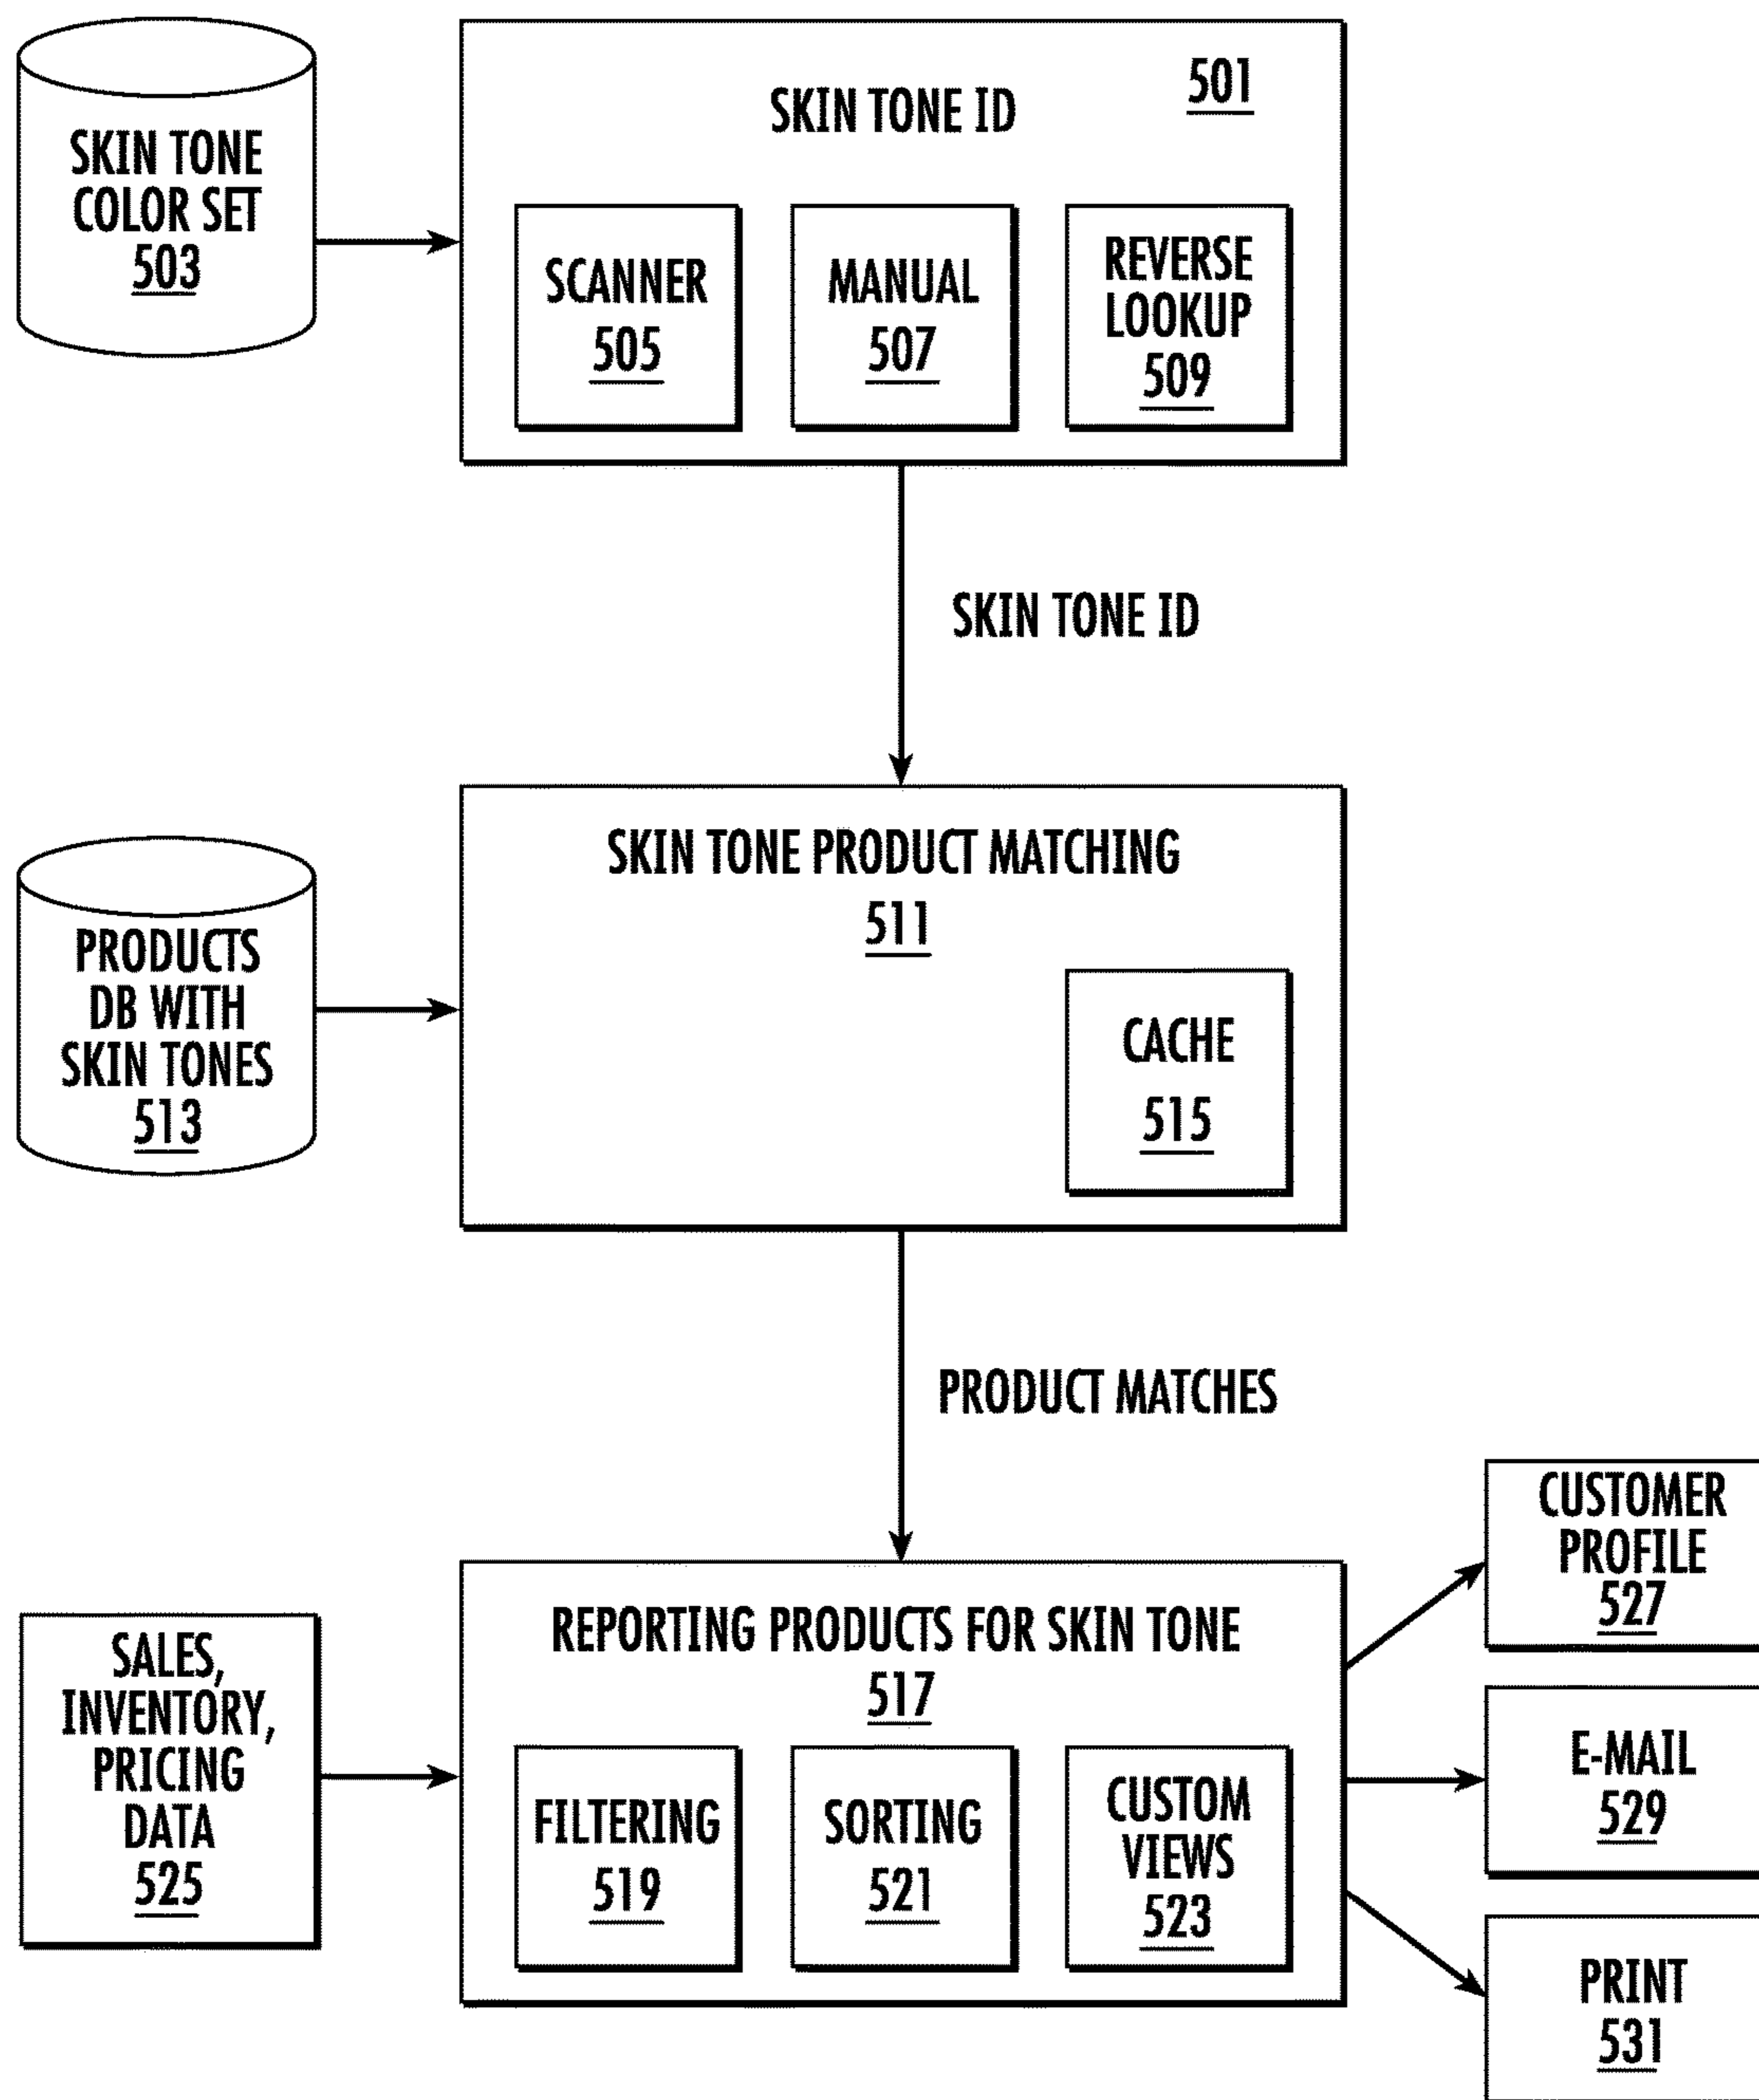 SKIN TONE
COLOR SET
503
SKIN TONE ID
501
SCANNER
505
MANUAL
507
REVERSE
LOOKUP
509
SKIN TONE ID
SKIN TONE PRODUCT MATCHING
511
PRODUCTS
DB WITH
SKIN TONES
513
CACHE
515
PRODUCT MATCHES
SALES,
INVENTORY,
PRICING
DATA
525
REPORTING PRODUCTS FOR SKIN TONE
517
FILTERING
519
SORTING
521
CUSTOM
VIEWS
523
CUSTOMER
PROFILE
527
E-MAIL
529
PRINT
531